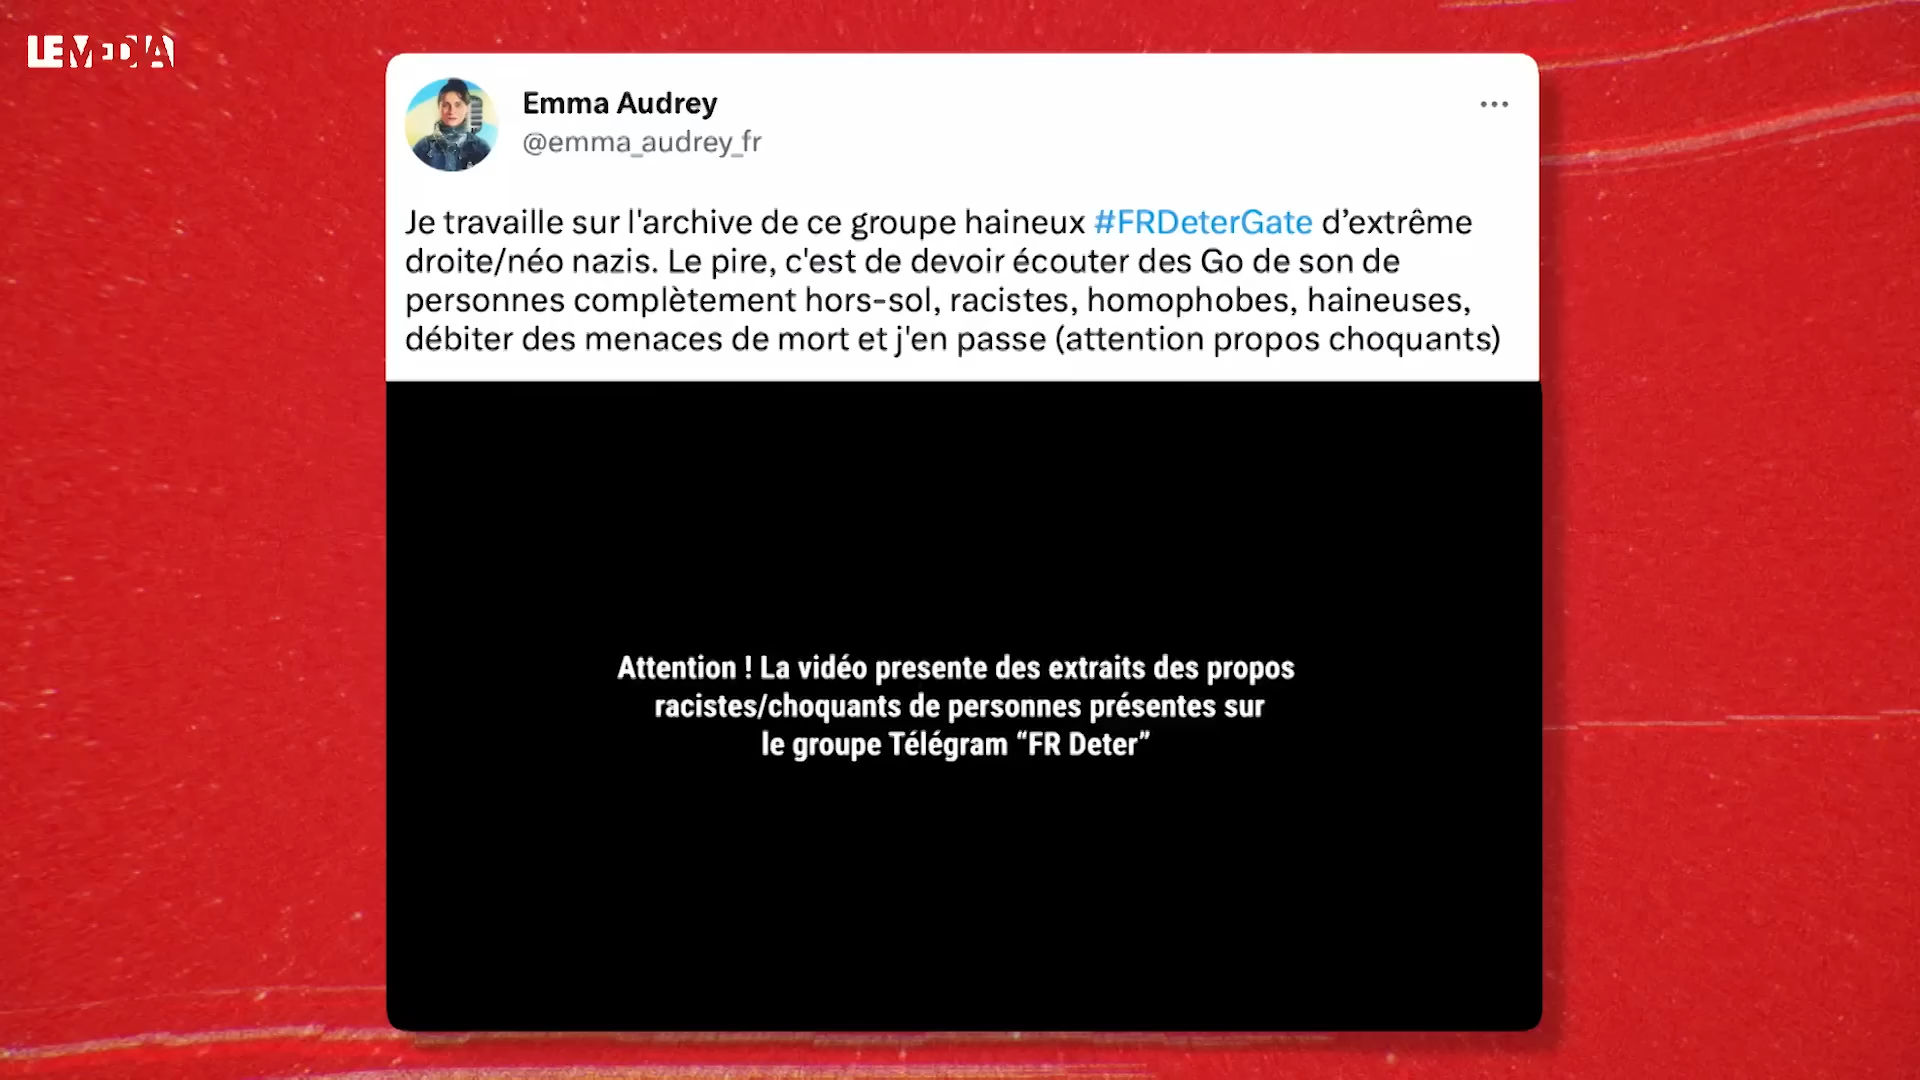 LE MEDIA
Emma Audrey
@emma_audrey_fr
Je travaille sur l'archive de ce groupe haineux #FRDeterGate d’extrême
droite/néo nazis. Le pire, c'est de devoir écouter des Go de son de
personnes complètement hors-sol, racistes, homophobes, haineuses,
débiter des menaces de mort et j'en passe (attention propos choquants)
Attention ! La vidéo presente des extraits des propos
racistes/choquants de personnes présentes sur
le groupe Télégram “FR Deter”